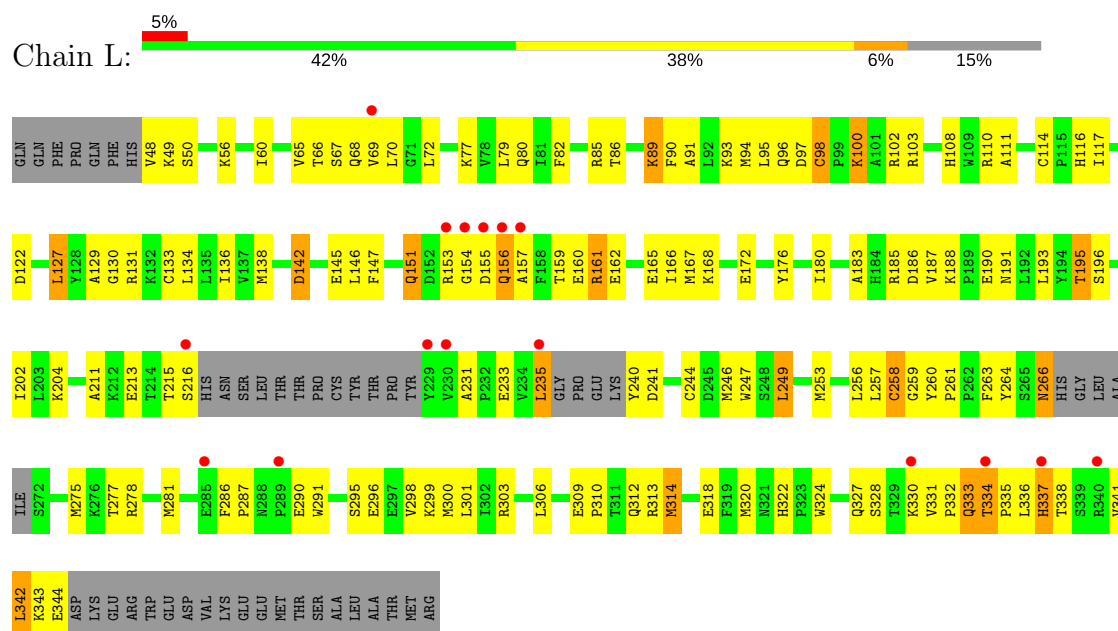 5%
Chain L:
42% 38% 6% 15%
GLN GLN PHE PRO GLN PHE HIS V48 K49 S50 K56 I60 V65 T66 S67 Q68 V69 L70 G71 L72 K77 V78 L79 Q80 I81 F82 R85 T86 K89 F90 A91 L92 K93 M94 L95 Q96 D97 C98 P99 K100 A101 R102 R103 H108 W109 R110 A111 C114 P115 H116 I117
D122 L127 Y128 A129 G130 R131 K132 C133 L134 L135 I136 V137 M138 D142 E145 L146 F147 Q151 D152 R153 G154 D155 Q156 A157 F158 T159 E160 R161 E162 E165 I166 M167 K168 E172 Y176 I180 A183 H184 R185 D186 V187 K188 P189 E190 N191 L192 L193 Y194 T195 S196
I202 L203 K204 A211 K212 E213 T214 T215 S216 HIS ASN SER LEU THR THR PRO CYS TYR THR PRO TYR Y229 V230 A231 P232 E233 V234 L235 GLY PRO GLU LYS Y240 D241 C244 D245 M246 W247 S248 L249 M253 L256 L257 C258 G259 Y260 P261 P262 F263 Y264 S265 N266 HIS GLY LEU ALA
ILE S272 M275 K276 T277 R278 M281 E285 F286 P287 N288 P289 E290 W291 S295 E296 E297 V298 K299 M300 L301 I302 R303 L306 E309 P310 T311 Q312 R313 M314 E318 F319 M320 N321 H322 P323 W324 Q327 S328 T329 K330 V331 P332 Q333 T334 P335 L336 H337 T338 S339 R340 V341
L342 K343 E344 ASP LYS GLU ARG TRP GLU ASP VAL LYS GLU GLU MET THR SER ALA LEU ALA THR MET ARG